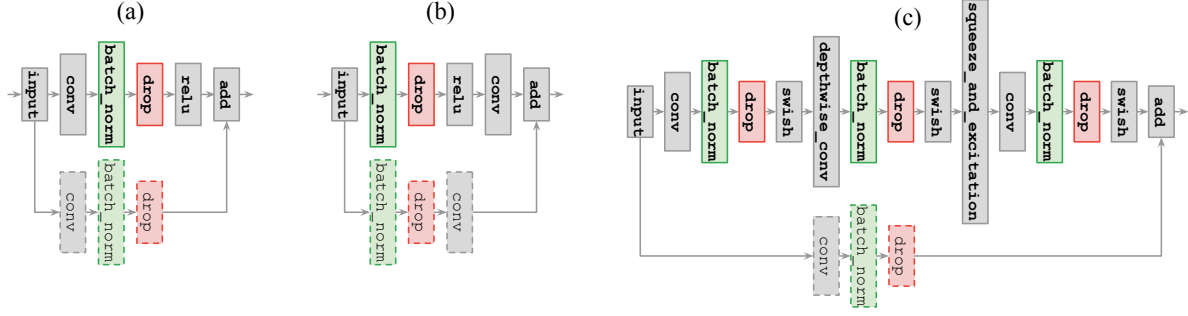 (a)
input
conv
batch_norm
drop
relu
add
conv
batch_norm
drop
(b)
input
batch_norm
drop
relu
conv
add
batch_norm
drop
conv
(c)
input
conv
batch_norm
drop
swish
depthwise_conv
batch_norm
drop
swish
squeeze_and_excitation
conv
batch_norm
drop
swish
add
conv
batch_norm
drop